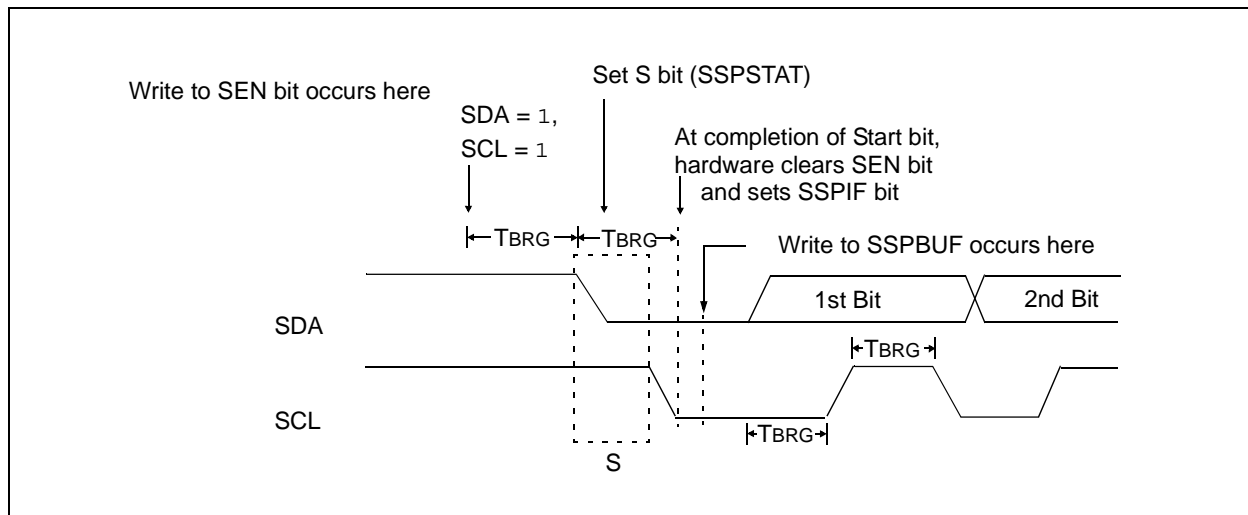 Set S bit (SSPSTAT)
Write to SEN bit occurs here
SDA = 1,
SCL = 1
At completion of Start bit,
hardware clears SEN bit
and sets SSPIF bit
TBRG
TBRG
Write to SSPBUF occurs here
1st Bit
2nd Bit
SDA
TBRG
SCL
TBRG
S